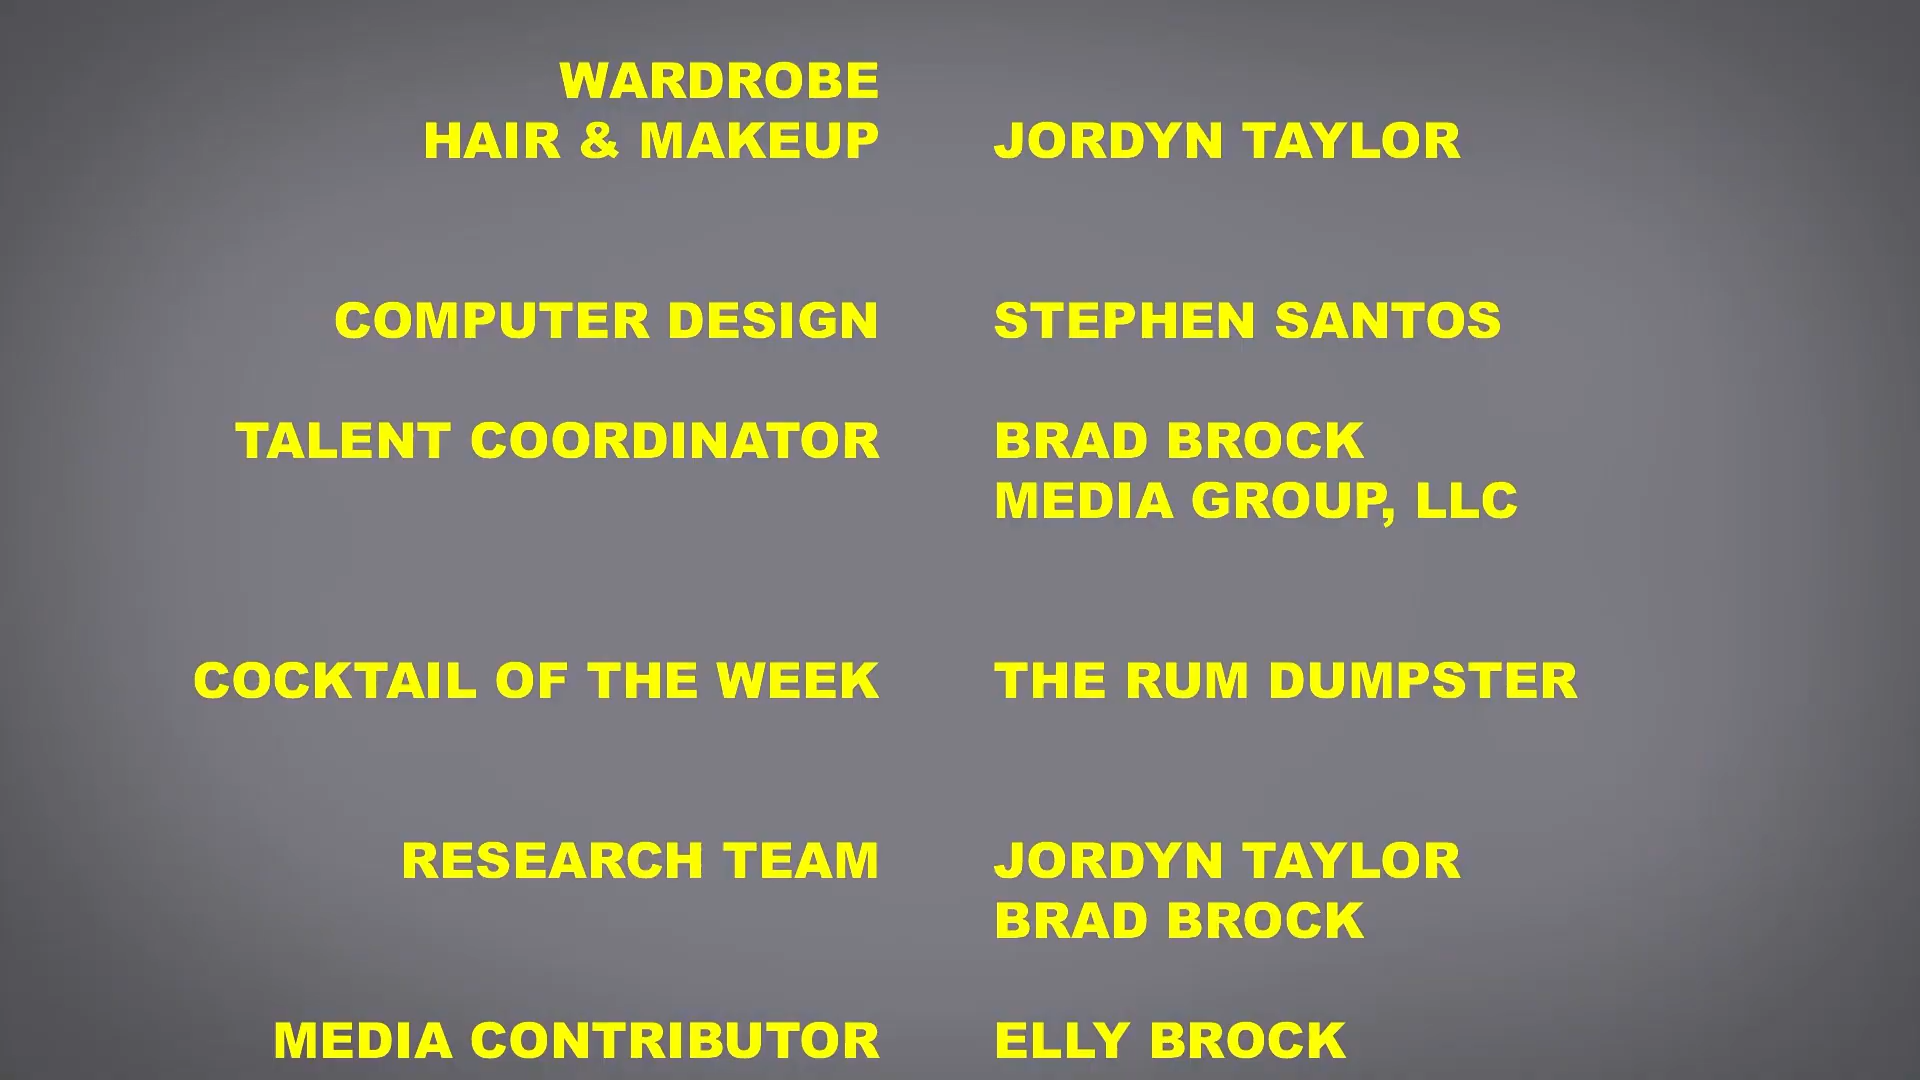 WARDROBE
HAIR & MAKEUP JORDYN TAYLOR
COMPUTER DESIGN STEPHEN SANTOS
TALENT COORDINATOR BRAD BROCK
MEDIA GROUP, LLC
COCKTAIL OF THE WEEK THE RUM DUMPSTER
RESEARCH TEAM JORDYN TAYLOR
BRAD BROCK
MEDIA CONTRIBUTOR ELLY BROCK